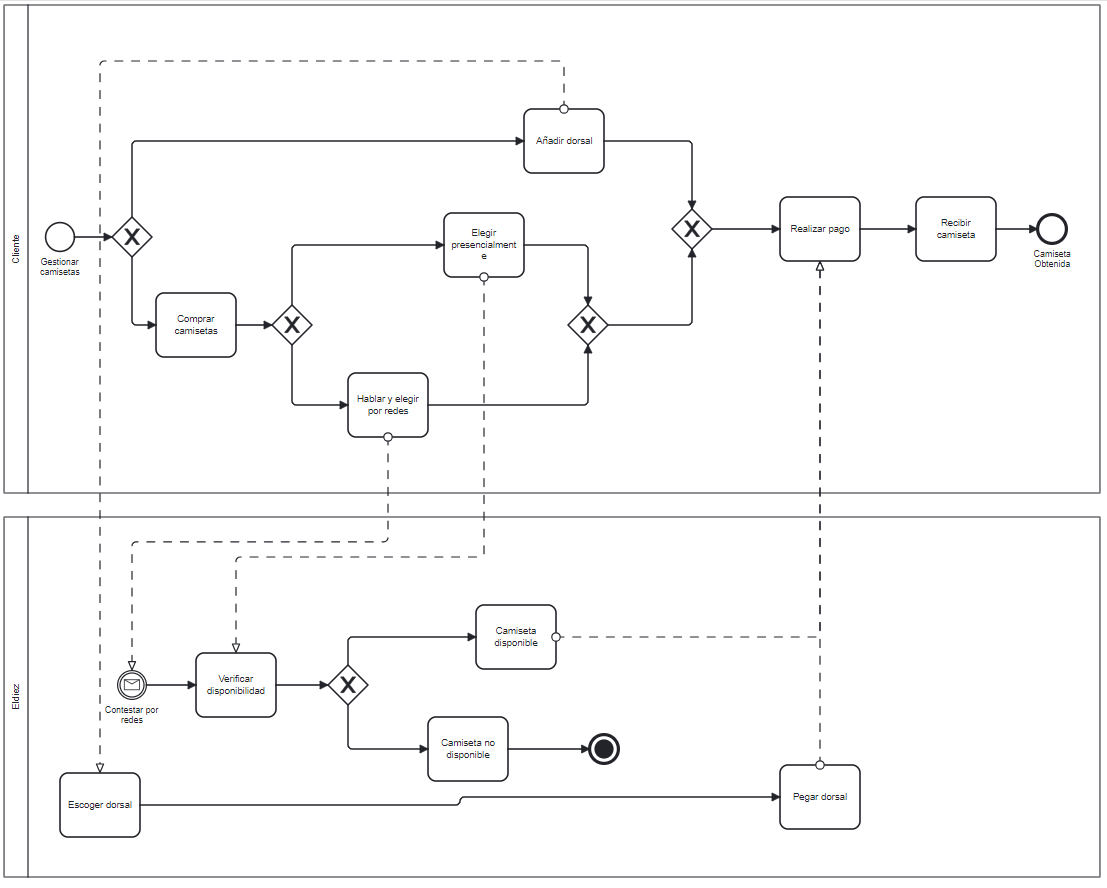 Cliente
Añadir dorsal
Gestionar
camisetas
Elegir
presencialment
e
Realizar pago
Recibir
camiseta
Camiseta
Obtenida
Comprar
camisetas
Hablar y elegir
por redes
Eldiez
Camiseta
disponible
Verificar
disponibilidad
Contestar por
redes
Camiseta no
disponible
Escoger dorsal
Pegar dorsal